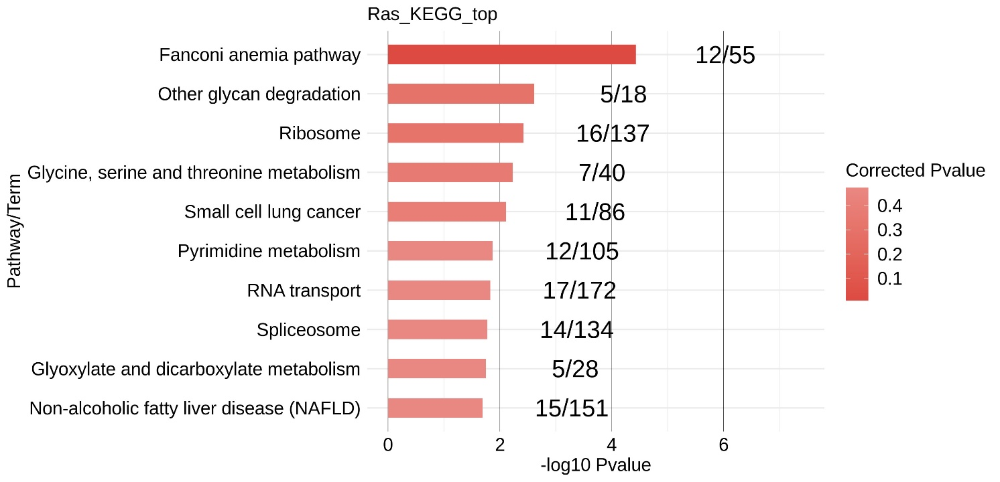 Ras_KEGG_top
Fanconi anemia pathway 12/55
Other glycan degradation 5/18
Ribosome 16/137
Glycine, serine and threonine metabolism 7/40
Small cell lung cancer 11/86
Pyrimidine metabolism 12/105
RNA transport 17/172
Spliceosome 14/134
Glyoxylate and dicarboxylate metabolism 5/28
Non-alcoholic fatty liver disease (NAFLD) 15/151
0 2 4 6
-log10 Pvalue
Pathway/Term
Corrected Pvalue
0.4
0.3
0.2
0.1